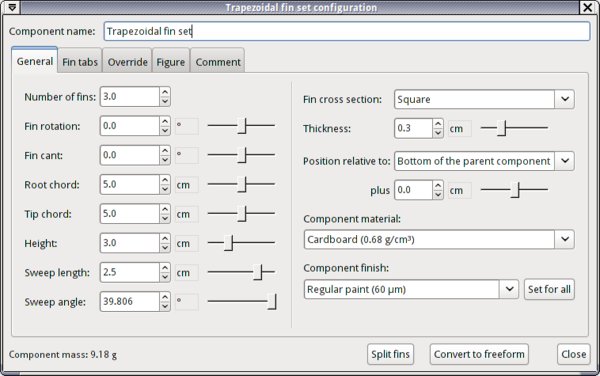 Trapezoidal fin set configuration
Component name: Trapezoidal fin set
General Fin tabs Override Figure Comment
Number of fins: 3.0
Fin rotation: 0.0 °
Fin cant: 0.0 °
Root chord: 5.0 cm
Tip chord: 5.0 cm
Height: 3.0 cm
Sweep length: 2.5 cm
Sweep angle: 39.806 °
Fin cross section: Square
Thickness: 0.3 cm
Position relative to: Bottom of the parent component
plus 0.0 cm
Component material:
Cardboard (0.68 g/cm³)
Component finish:
Regular paint (60 µm) Set for all
Component mass: 9.18 g
Split fins Convert to freeform Close